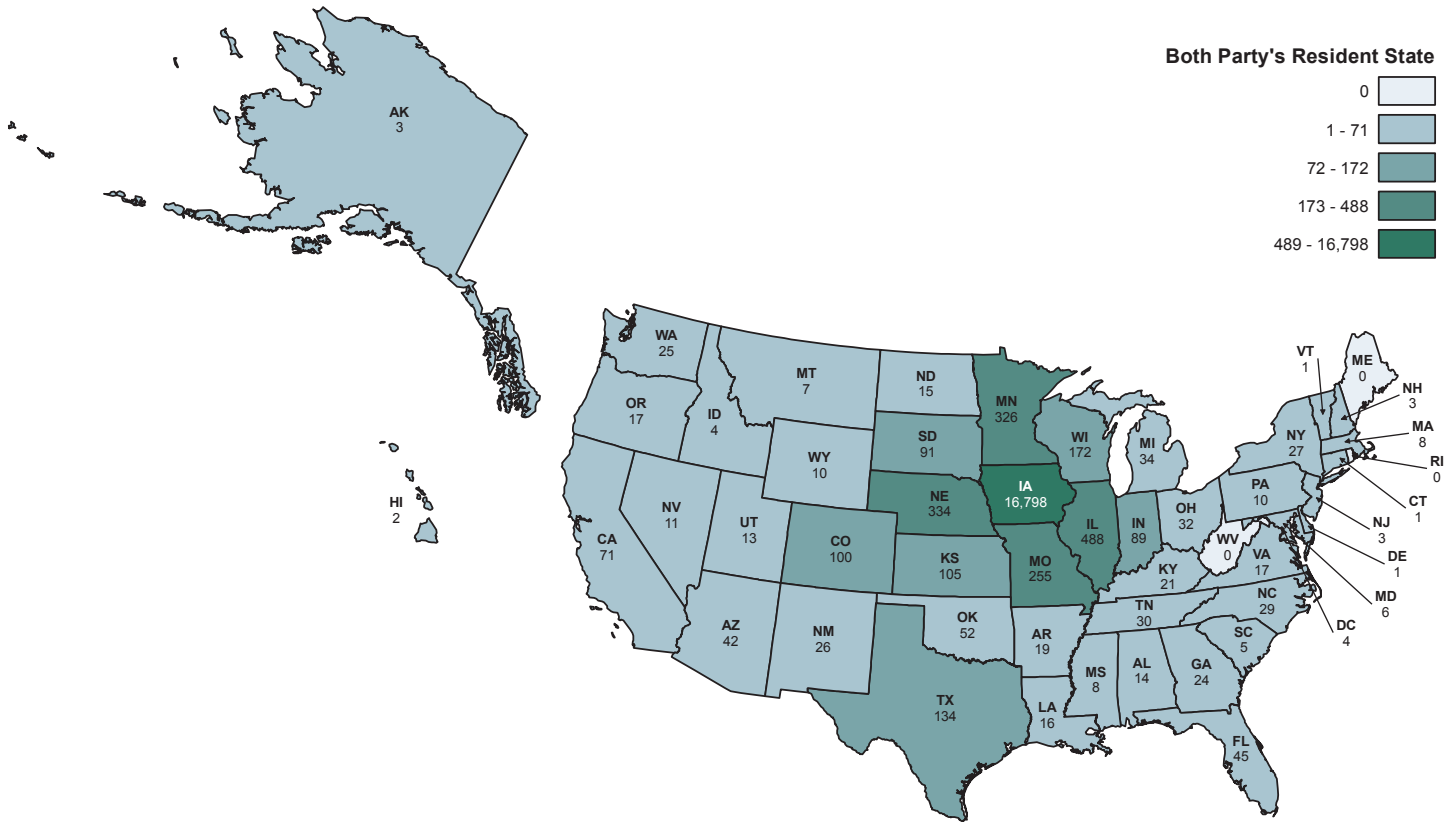 Both Party's Resident State
0
1 - 71
72 - 172
173 - 488
489 - 16,798
AK
3
HI
2
WA
25
OR
17
CA
71
ID
4
NV
11
MT
7
WY
10
UT
13
AZ
42
CO
100
NM
26
ND
15
SD
91
NE
334
KS
105
OK
52
TX
134
MN
326
IA
16,798
MO
255
AR
19
LA
16
WI
172
IL
488
MI
34
IN
89
OH
32
KY
21
TN
30
MS
8
AL
14
GA
24
FL
45
SC
5
NC
29
VA
17
WV
0
PA
10
NY
27
VT
1
ME
0
NH
3
MA
8
RI
0
CT
1
NJ
3
DE
1
MD
6
DC
4